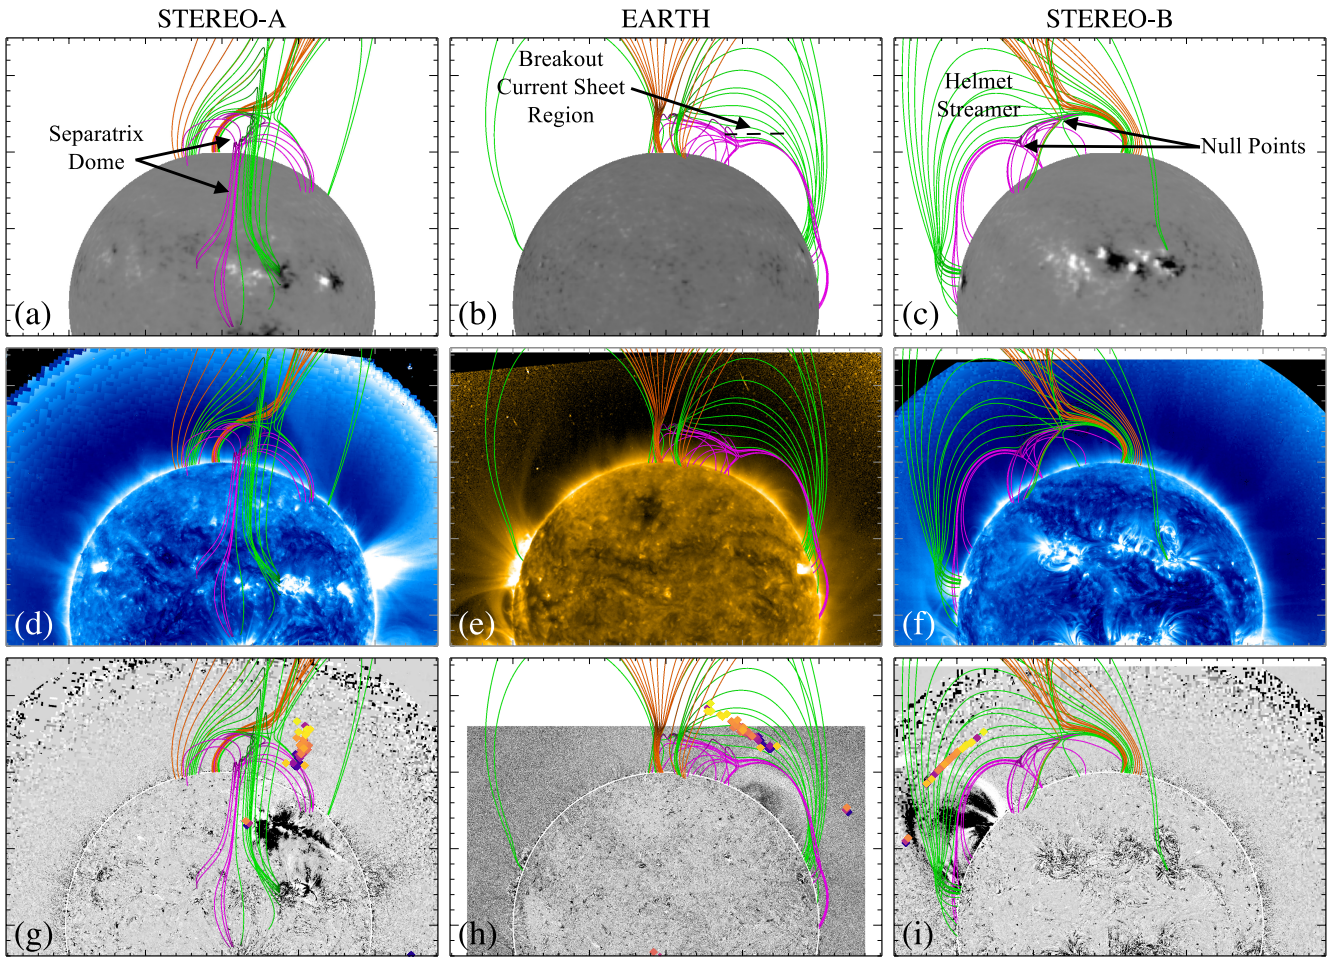 STEREO-A
EARTH
STEREO-B
Separatrix
Dome
(a)
Breakout
Current Sheet
Region
(b)
Helmet
Streamer
Null Points
(c)
(d)
(e)
(f)
(g)
(h)
(i)